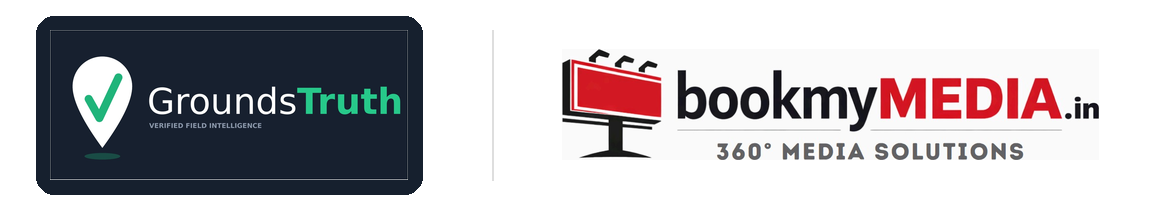 GroundsTruth
VERIFIED FIELD INTELLIGENCE
bookmyMEDIA.in
360° MEDIA SOLUTIONS